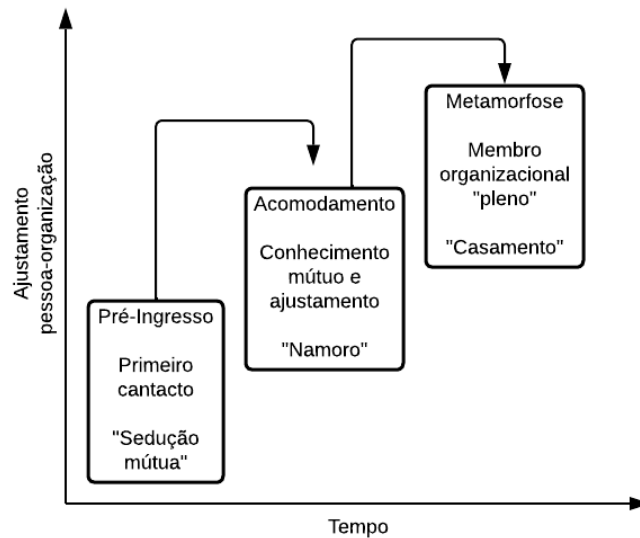 Ajustamento
pessoa-organização
Pré-Ingresso
Primeiro
cantacto
"Sedução
mútua"
Acomodamento
Conhecimento
mútuo e
ajustamento
"Namoro"
Metamorfose
Membro
organizacional
"pleno"
"Casamento"
Tempo